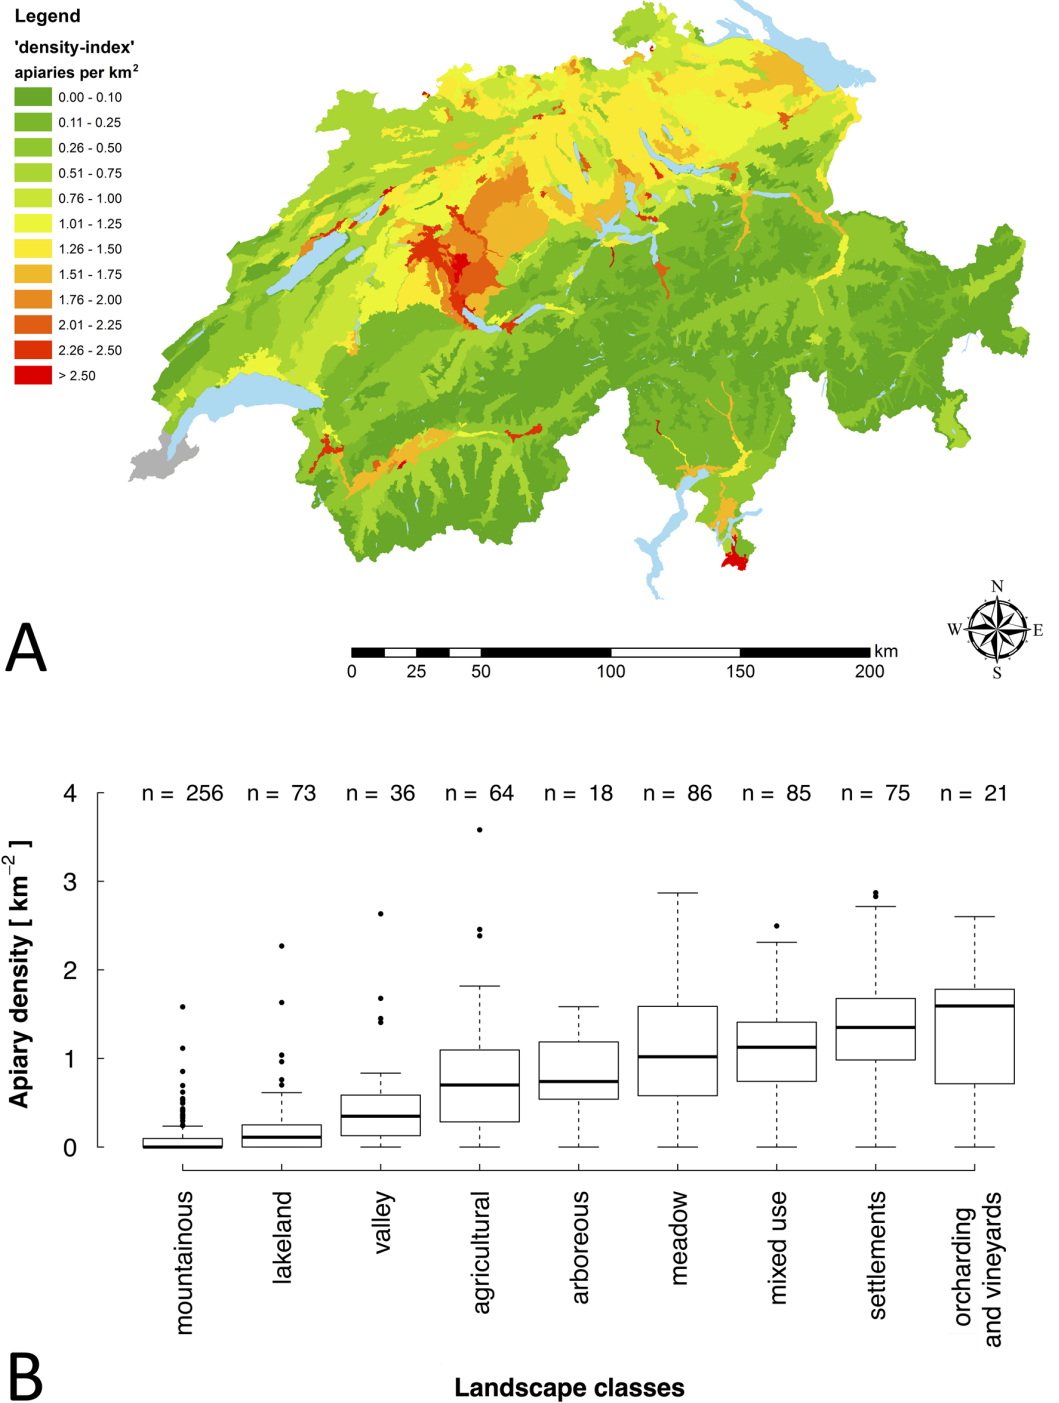 Legend
'density-index'
apiaries per km²
0.00 - 0.10
0.11 - 0.25
0.26 - 0.50
0.51 - 0.75
0.76 - 1.00
1.01 - 1.25
1.26 - 1.50
1.51 - 1.75
1.76 - 2.00
2.01 - 2.25
2.26 - 2.50
> 2.50
N
W E
S
A
km
0 25 50 100 150 200
n = 256 n = 73 n = 36 n = 64 n = 18 n = 86 n = 85 n = 75 n = 21
4
3
2
1
0
Apiary density [ km⁻² ]
mountainous
lakeland
valley
agricultural
arboreous
meadow
mixed use
settlements
orcharding
and vineyards
B
Landscape classes